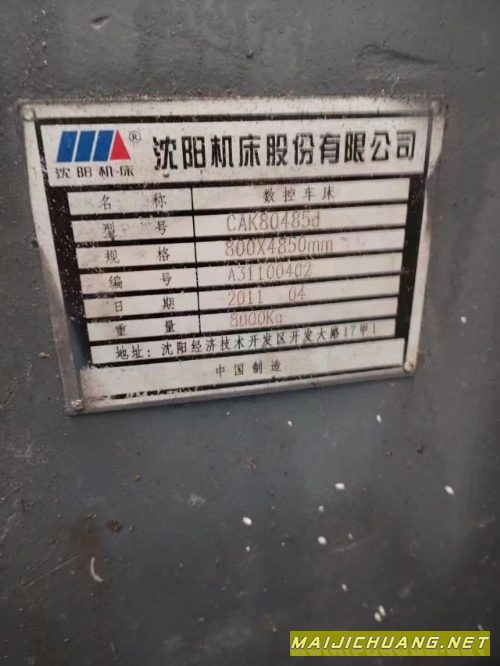 沈阳机床股份有限公司
®
沈阳机床
名称 数控车床
型号 CAK80485d
规格 800X4850mm
编号 A31100402
日期 2011 04
重量 8000Kg
地址: 沈阳经济技术开发区开发大路17甲1
中国制造
MAIJICHUANG.NET